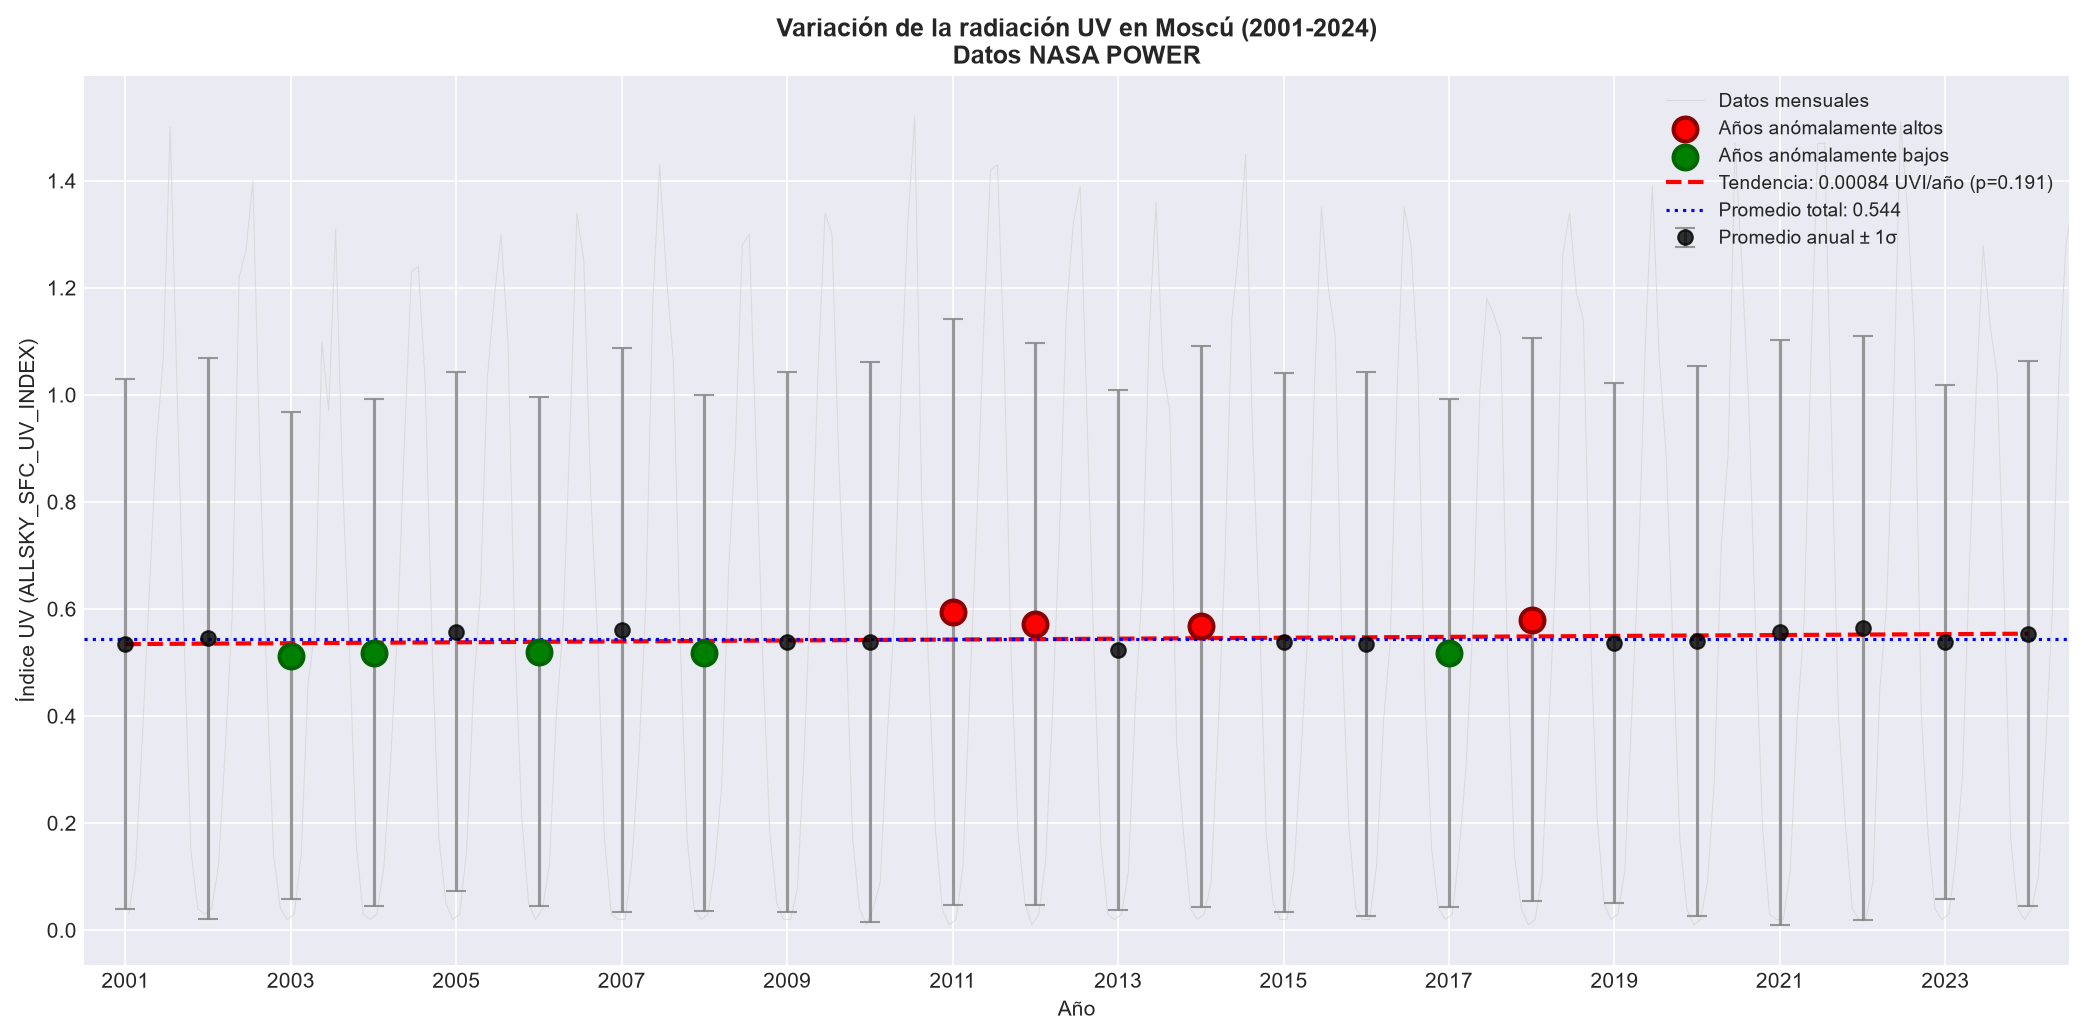 Variación de la radiación UV en Moscú (2001-2024)
Datos NASA POWER
Datos mensuales
Años anómalamente altos
Años anómalamente bajos
Tendencia: 0.00084 UVI/año (p=0.191)
Promedio total: 0.544
Promedio anual ± 1σ
Índice UV (ALLSKY_SFC_UV_INDEX)
1.4
1.2
1.0
0.8
0.6
0.4
0.2
0.0
2001 2003 2005 2007 2009 2011 2013 2015 2017 2019 2021 2023
Año